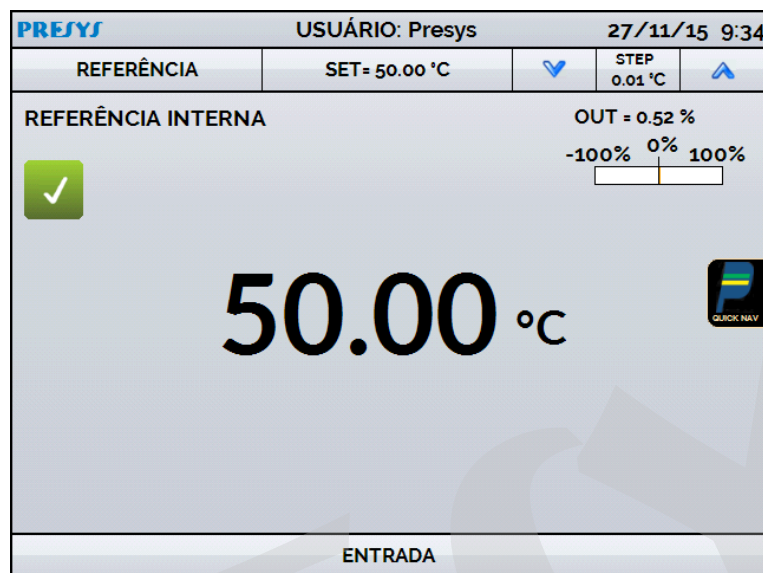 PRESYS USUÁRIO: Presys 27/11/15 9:34
REFERÊNCIA SET= 50.00 °C STEP
0.01 °C
REFERÊNCIA INTERNA OUT = 0.52 %
-100% 0% 100%
50.00 °C
QUICK NAV
ENTRADA